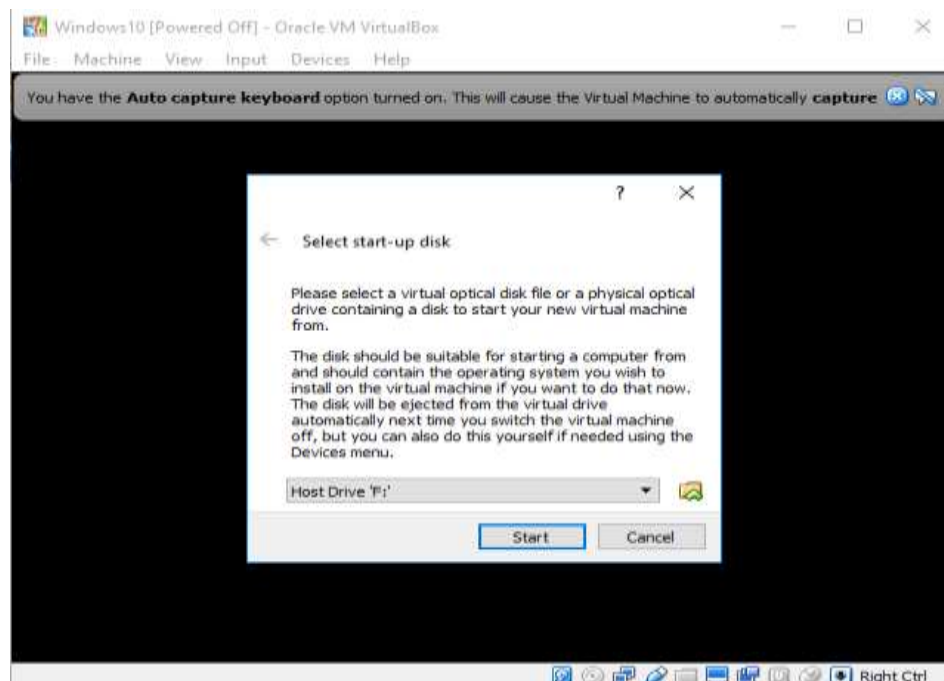 Windows10 [Powered Off] - Oracle VM VirtualBox
File Machine View Input Devices Help
You have the Auto capture keyboard option turned on. This will cause the Virtual Machine to automatically capture
?
Select start-up disk
Please select a virtual optical disk file or a physical optical
drive containing a disk to start your new virtual machine
from.
The disk should be suitable for starting a computer from
and should contain the operating system you wish to
install on the virtual machine if you want to do that now.
The disk will be ejected from the virtual drive
automatically next time you switch the virtual machine
off, but you can also do this yourself if needed using the
Devices menu.
Host Drive 'F:'
Start Cancel
Right Ctrl